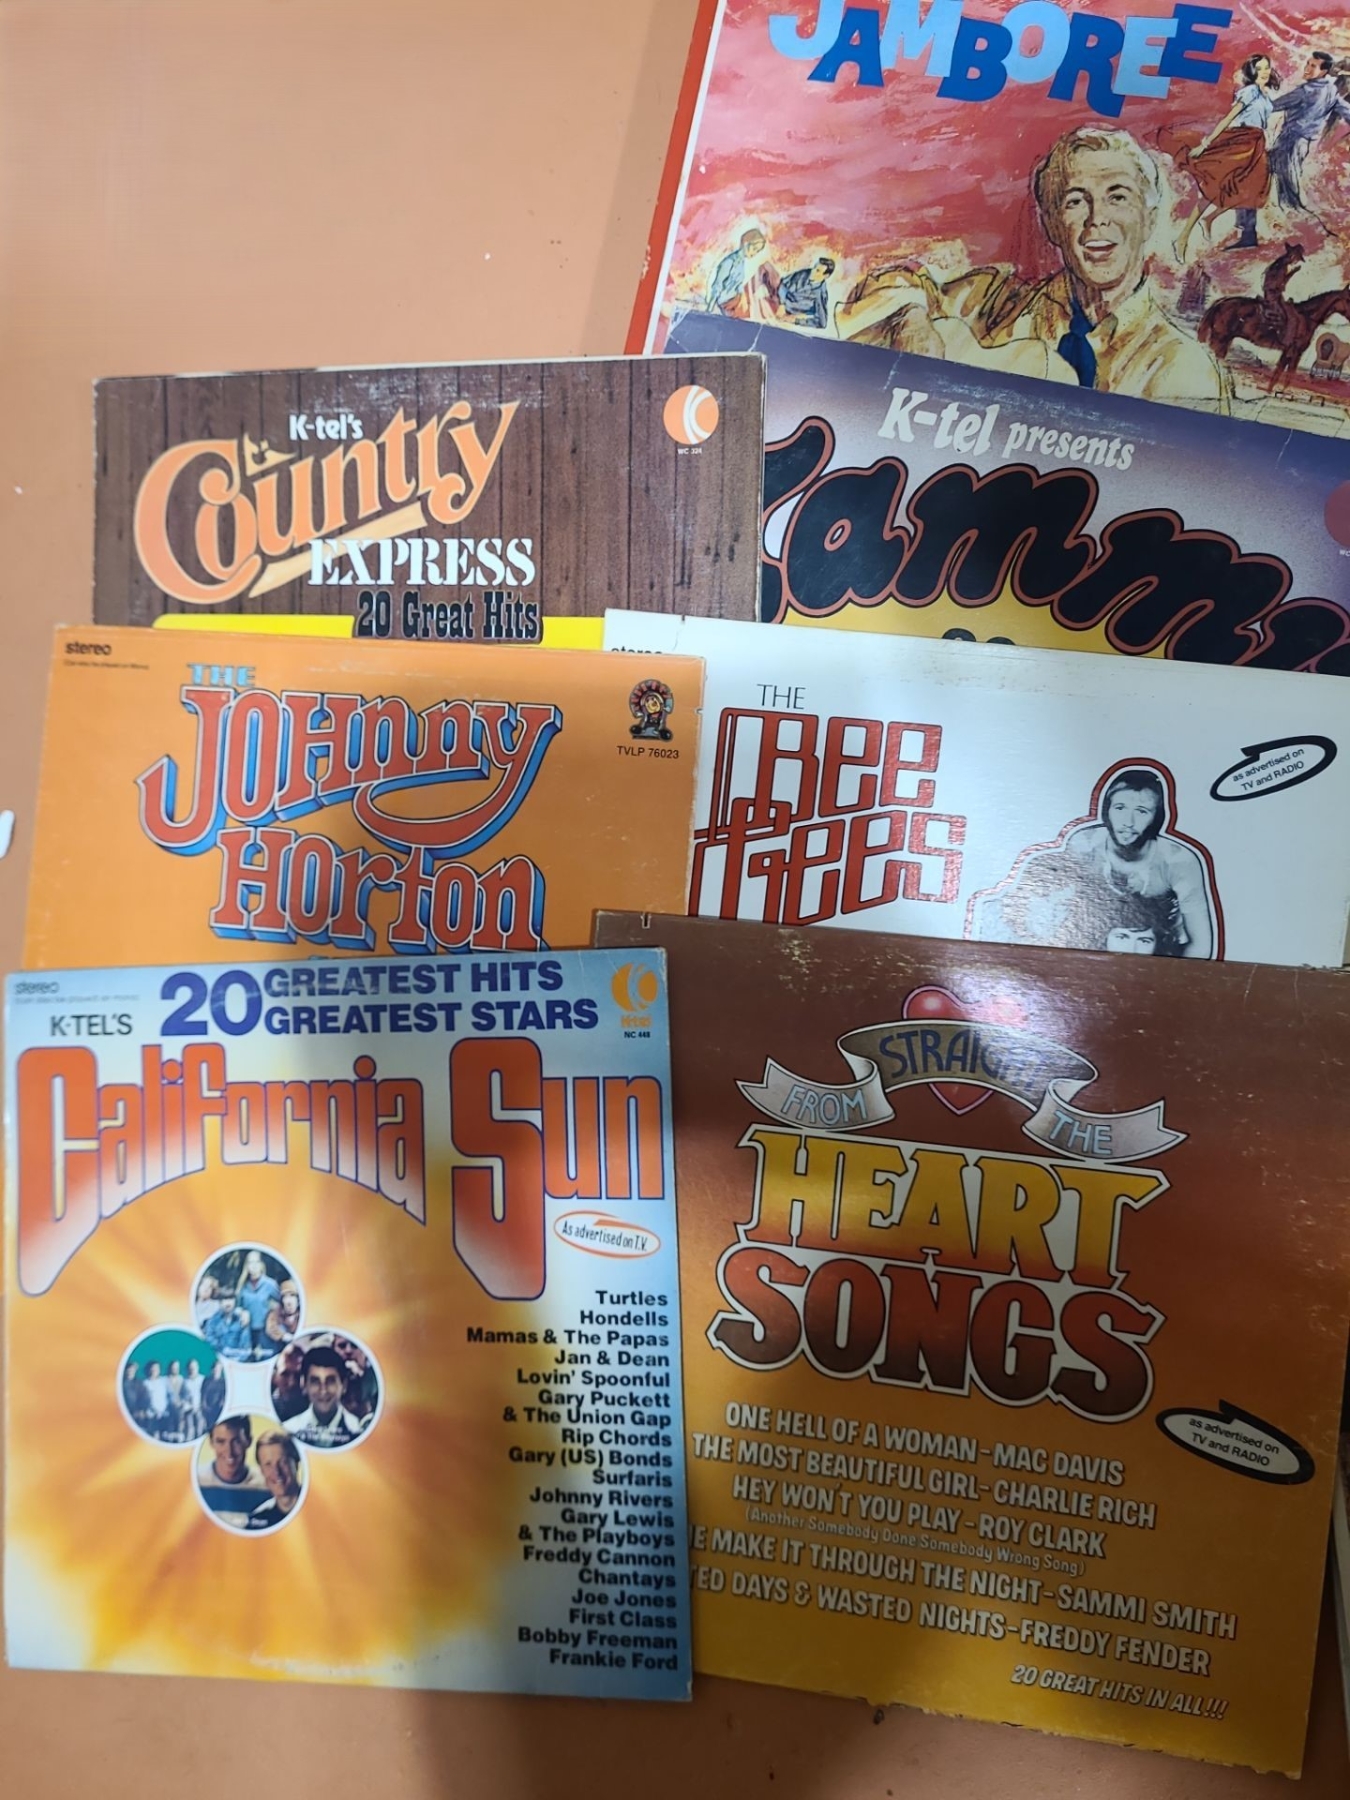 JAMBOREE
K-tel presents
K-tel's
Country
EXPRESS
20 Great Hits
WC 324
stereo
THE
JOHnny
Horton
TVLP 76023
stereo
THE
Bee
Gees
as advertised on
TV and RADIO
stereo
K-TEL'S
20 GREATEST HITS
GREATEST STARS
K-tel
NC 448
California Sun
As advertised on T.V.
Turtles
Hondells
Mamas & The Papas
Jan & Dean
Lovin' Spoonful
Gary Puckett
& The Union Gap
Rip Chords
Gary (US) Bonds
Surfaris
Johnny Rivers
Gary Lewis
& The Playboys
Freddy Cannon
Chantays
Joe Jones
First Class
Bobby Freeman
Frankie Ford
STRAIGHT
FROM THE
HEART
SONGS
as advertised on
TV and RADIO
ONE HELL OF A WOMAN-MAC DAVIS
THE MOST BEAUTIFUL GIRL-CHARLIE RICH
HEY WON'T YOU PLAY-ROY CLARK
(Another Somebody Done Somebody Wrong Song)
E MAKE IT THROUGH THE NIGHT-SAMMI SMITH
TED DAYS & WASTED NIGHTS-FREDDY FENDER
20 GREAT HITS IN ALL!!!